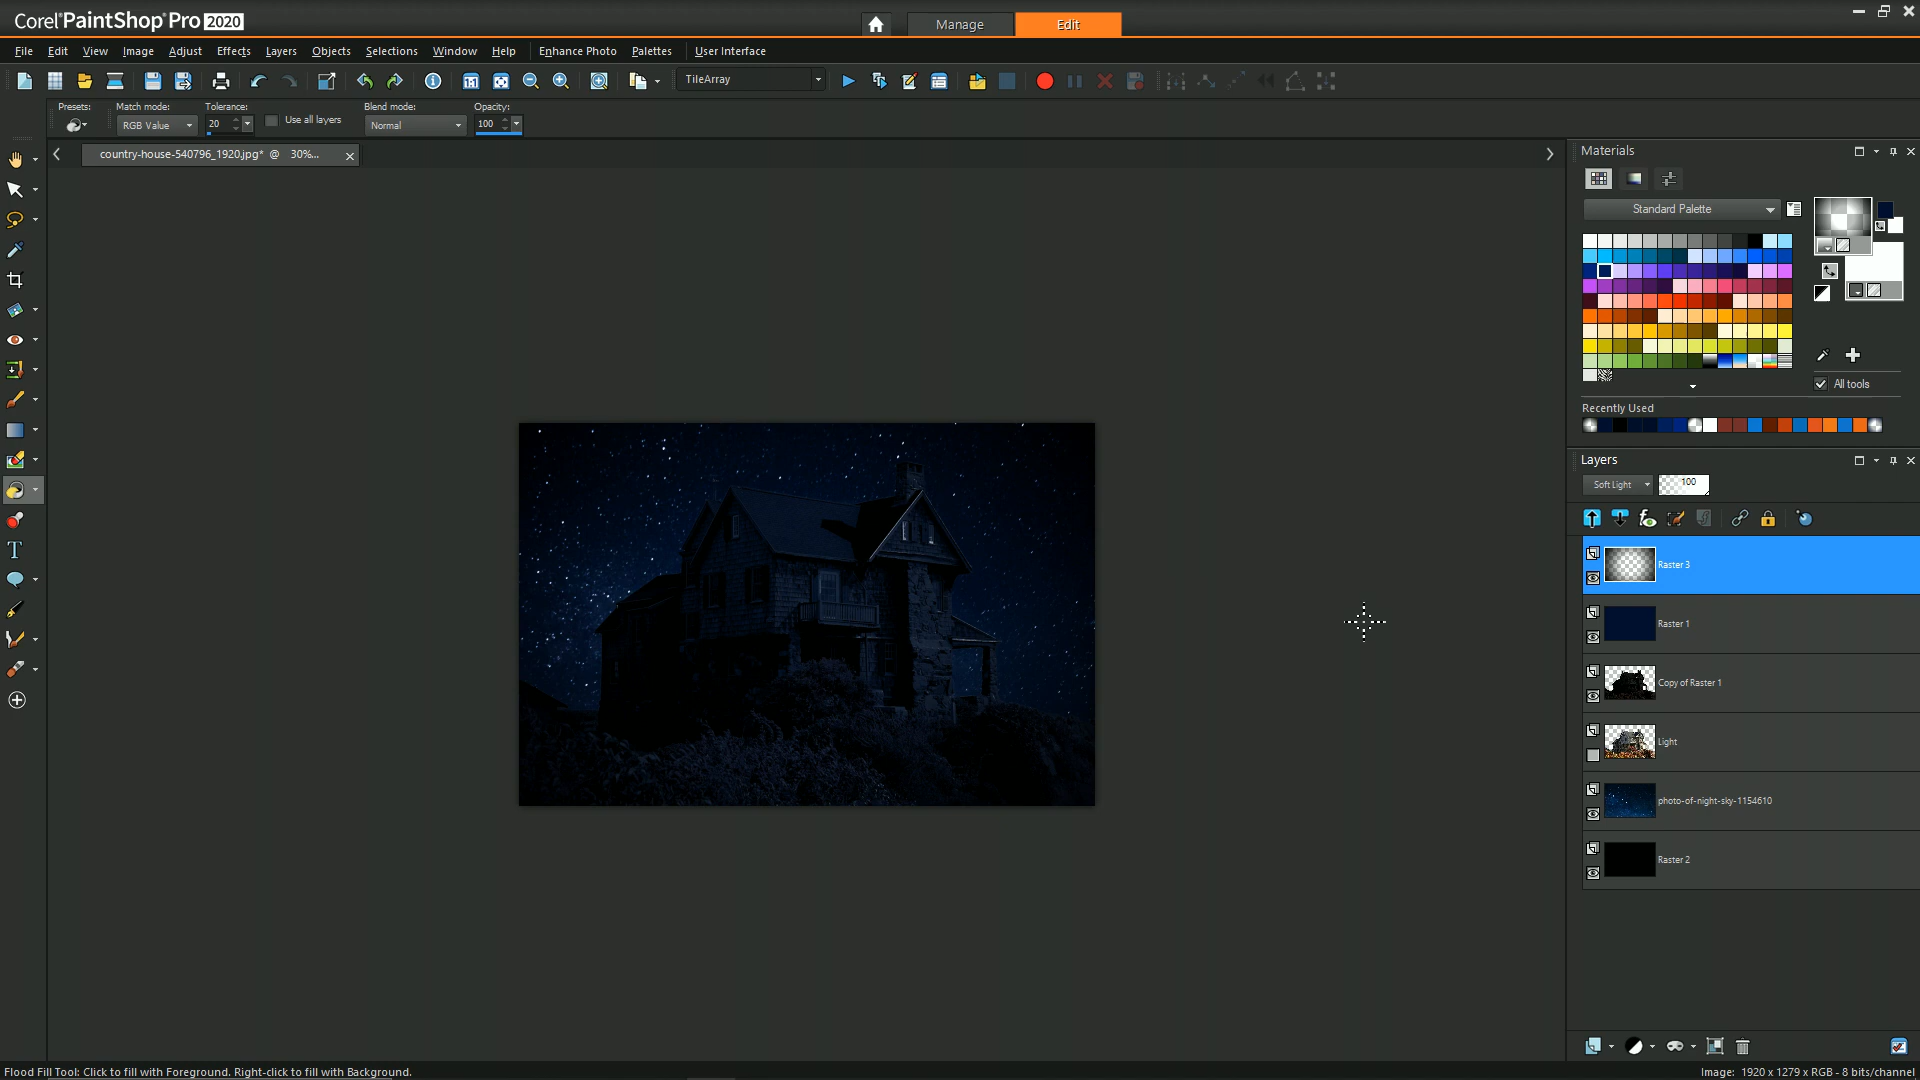 Corel PaintShop Pro 2020
Manage
Edit
File Edit View Image Adjust Effects Layers Objects Selections Window Help Enhance Photo Palettes User Interface
TileArray
Presets: Match mode: Tolerance: Blend mode: Opacity:
RGB Value 20 Use all layers Normal 100
country-house-540796_1920.jpg* @ 30%...
Materials
Standard Palette
All tools
Recently Used
Layers
Soft Light 100
Raster 3
Raster 1
Copy of Raster 1
Light
photo-of-night-sky-1154610
Raster 2
Flood Fill Tool: Click to fill with Foreground. Right-click to fill with Background.
Image: 1920 x 1279 x RGB - 8 bits/channel